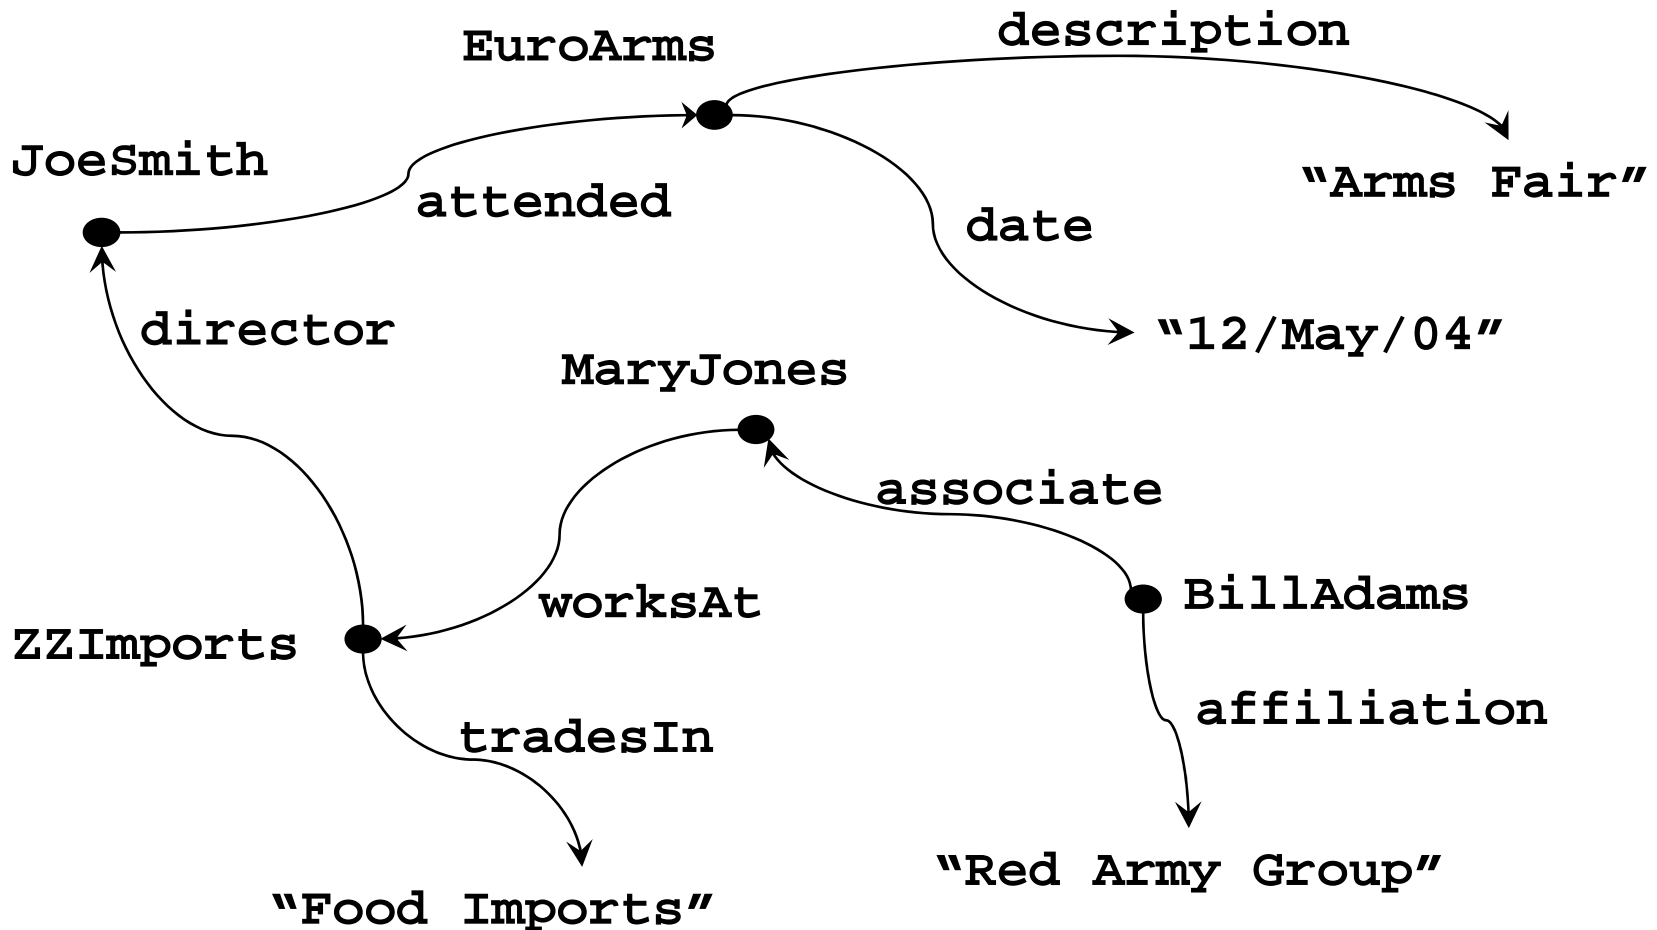 description
EuroArms
JoeSmith
“Arms Fair”
attended
date
director
“12/May/04”
MaryJones
associate
worksAt
BillAdams
ZZImports
affiliation
tradesIn
“Red Army Group”
“Food Imports”